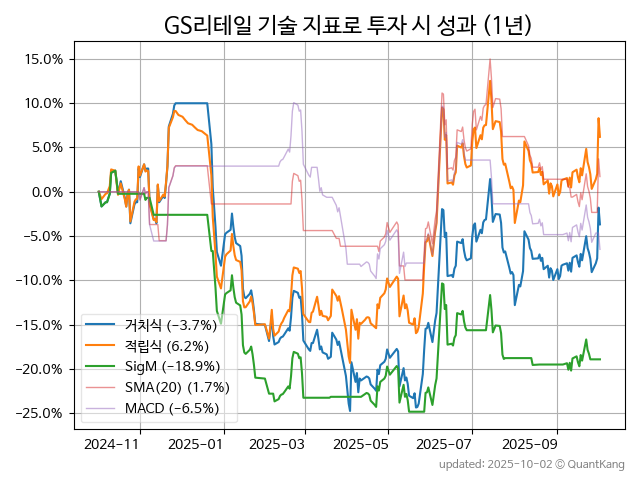 GS리테일 기술 지표로 투자 시 성과 (1년)
15.0%
10.0%
5.0%
0.0%
−5.0%
−10.0%
−15.0%
−20.0%
−25.0%
거치식 (−3.7%)
적립식 (6.2%)
SigM (−18.9%)
SMA(20) (1.7%)
MACD (−6.5%)
2024-11 2025-01 2025-03 2025-05 2025-07 2025-09
updated: 2025-10-02 © QuantKang